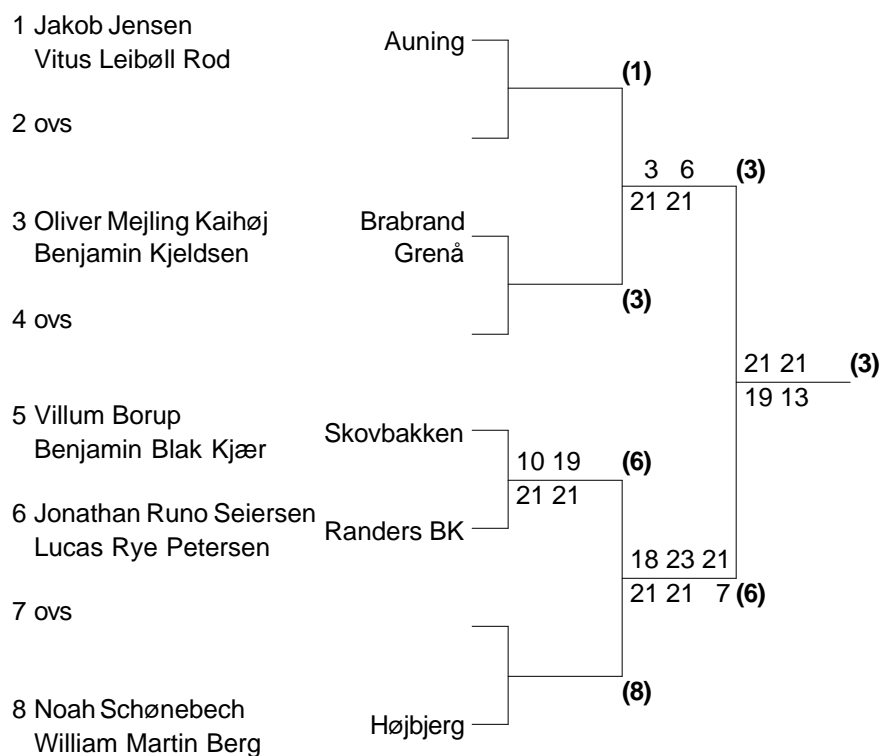 1 Jakob Jensen
Vitus Leibøll Rod
Auning
(1)
2 ovs
3 6 (3)
21 21
3 Oliver Mejling Kaihøj
Benjamin Kjeldsen
Brabrand
Grenå
(3)
4 ovs
21 21 (3)
19 13
5 Villum Borup
Benjamin Blak Kjær
Skovbakken
10 19 (6)
21 21
6 Jonathan Runo Seiersen
Lucas Rye Petersen
Randers BK
18 23 21
21 21 7 (6)
7 ovs
(8)
8 Noah Schønebech
William Martin Berg
Højbjerg